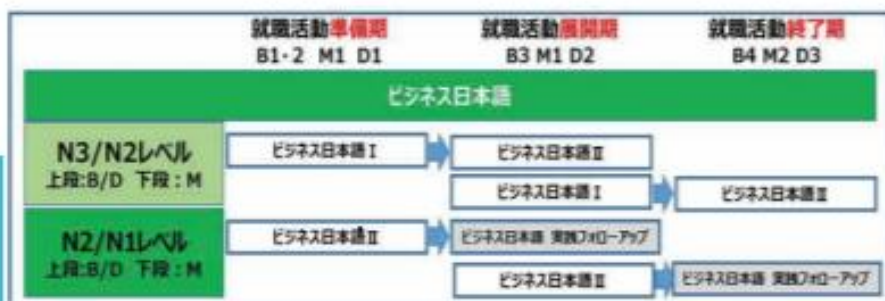 就職活動準備期 就職活動展開期 就職活動終了期
B1・2 M1 D1 B3 M1 D2 B4 M2 D3
ビジネス日本語
N3/N2レベル
上段:B/D 下段：M
ビジネス日本語Ⅰ ビジネス日本語Ⅱ
ビジネス日本語Ⅰ ビジネス日本語Ⅱ
N2/N1レベル
上段:B/D 下段：M
ビジネス日本語Ⅱ ビジネス日本語 実践フォローアップ
ビジネス日本語Ⅱ ビジネス日本語 実践フォローアップ